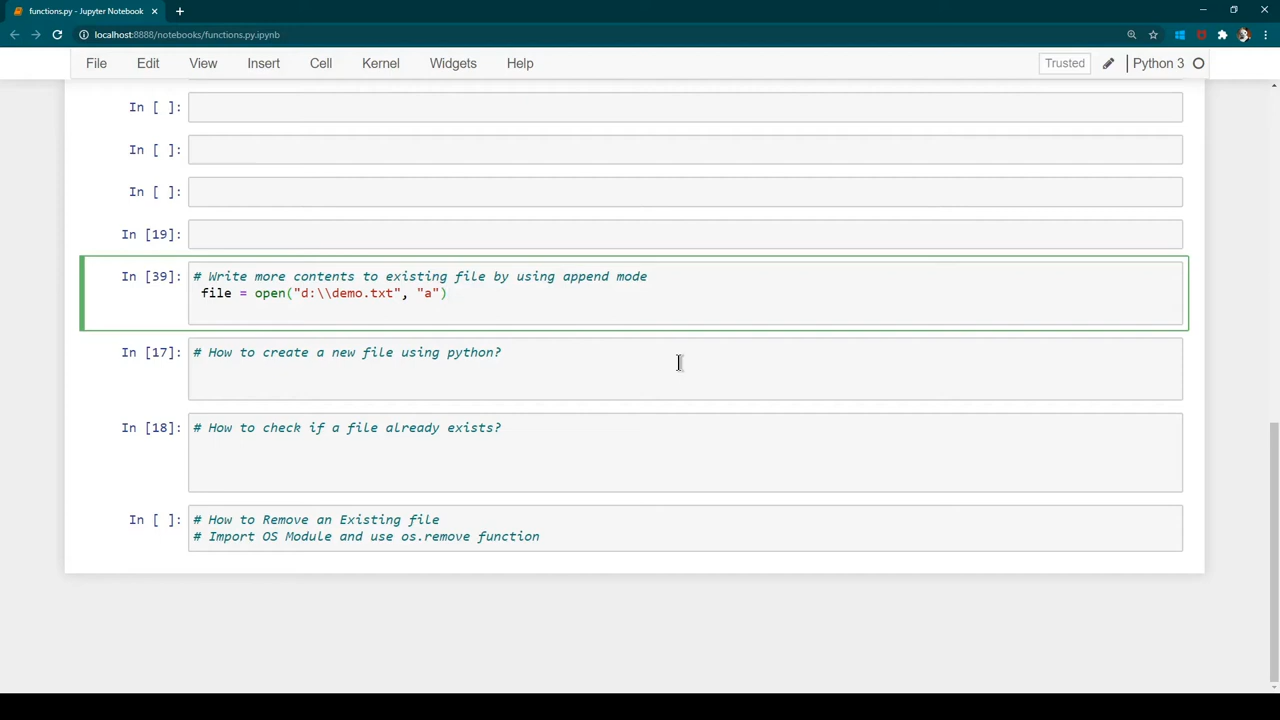 functions.py - Jupyter Notebook
localhost:8888/notebooks/functions.py.ipynb
File Edit View Insert Cell Kernel Widgets Help Trusted Python 3
In [ ]:
In [ ]:
In [ ]:
In [19]:
In [39]: # Write more contents to existing file by using append mode
file = open("d:\\demo.txt", "a")
In [17]: # How to create a new file using python?
In [18]: # How to check if a file already exists?
In [ ]: # How to Remove an Existing file
# Import OS Module and use os.remove function